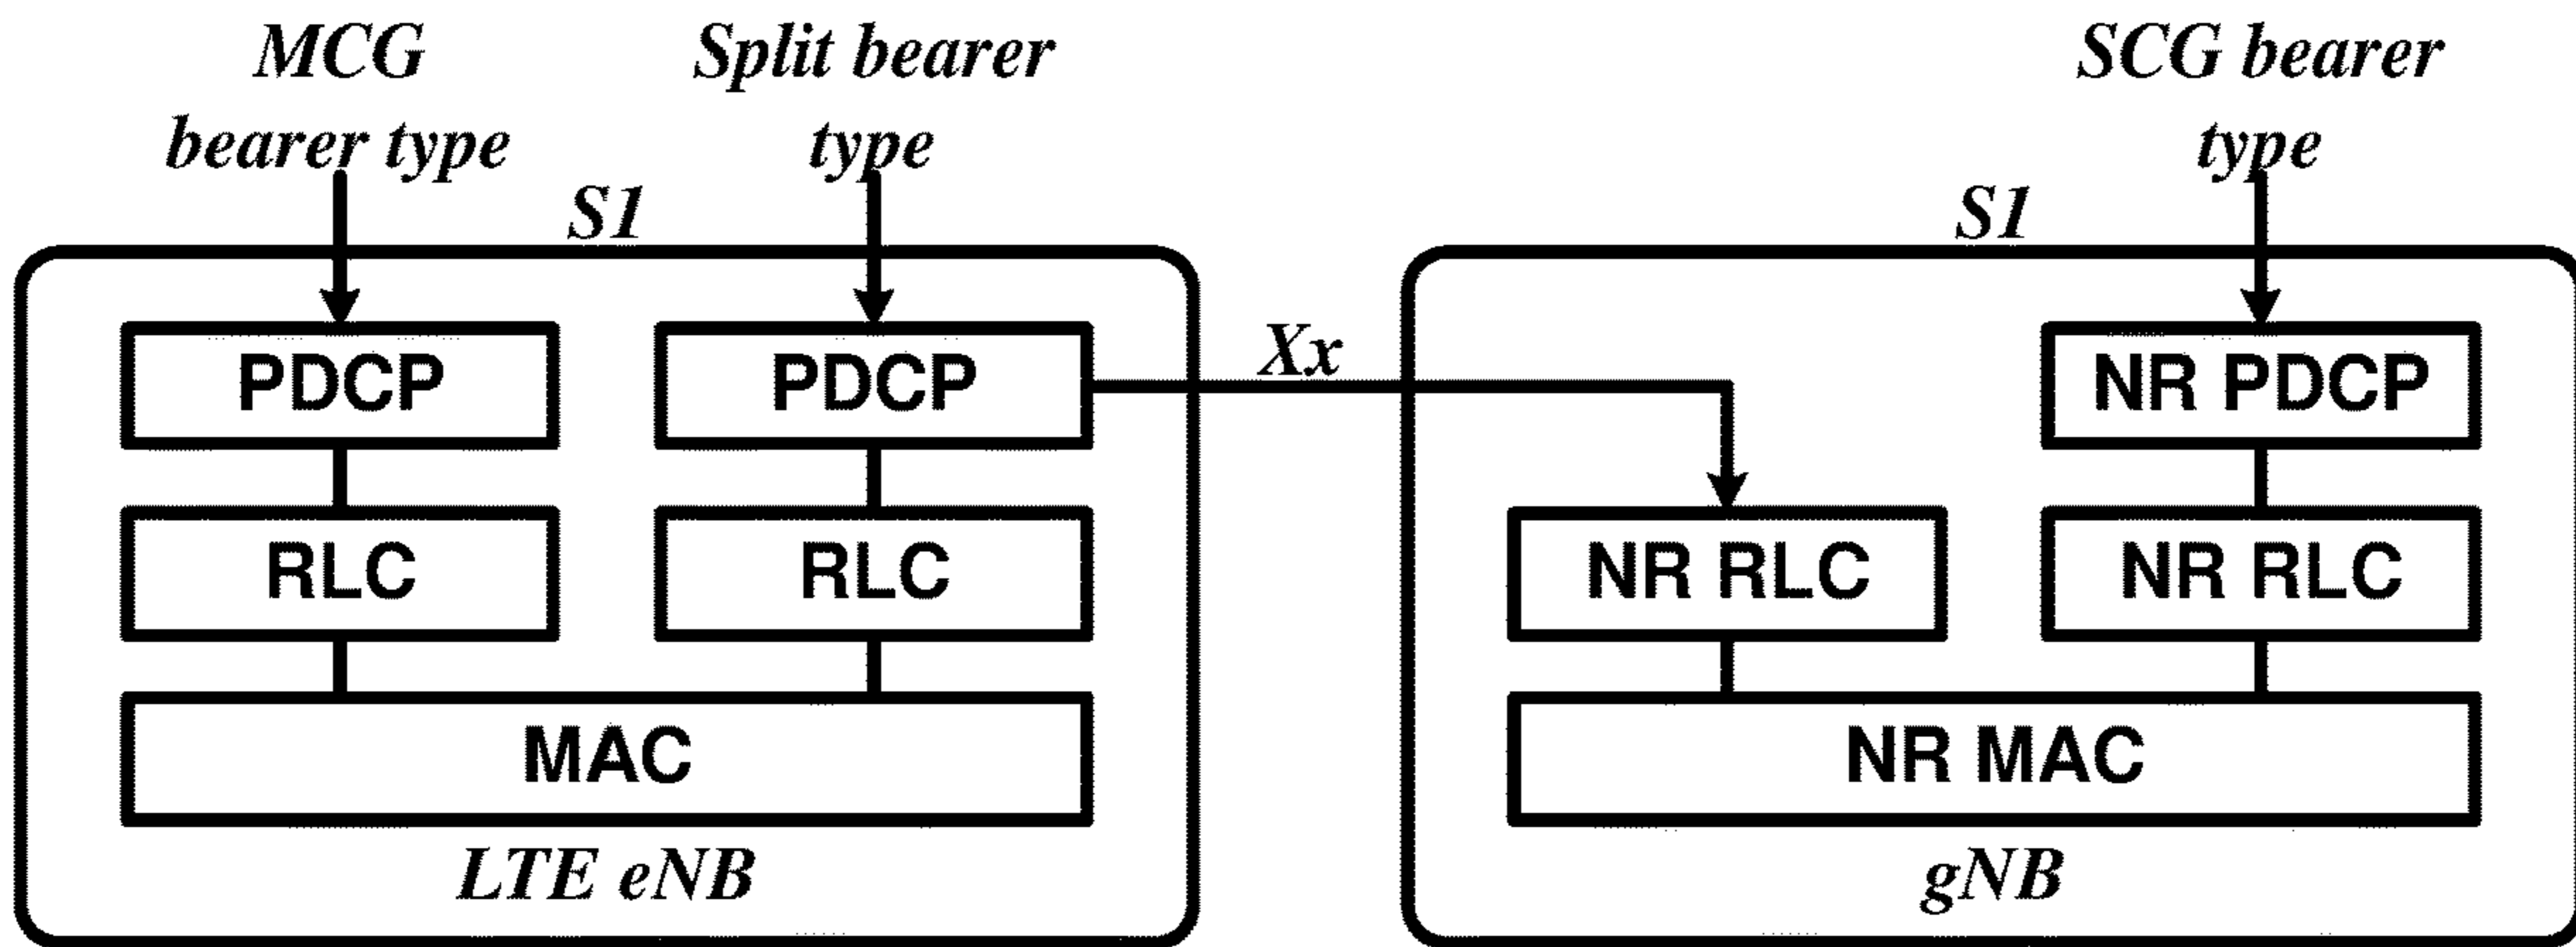 MCG
bearer type
Split bearer
type
SCG bearer
type
S1
S1
Xx
PDCP
PDCP
NR PDCP
RLC
RLC
NR RLC
NR RLC
MAC
NR MAC
LTE eNB
gNB